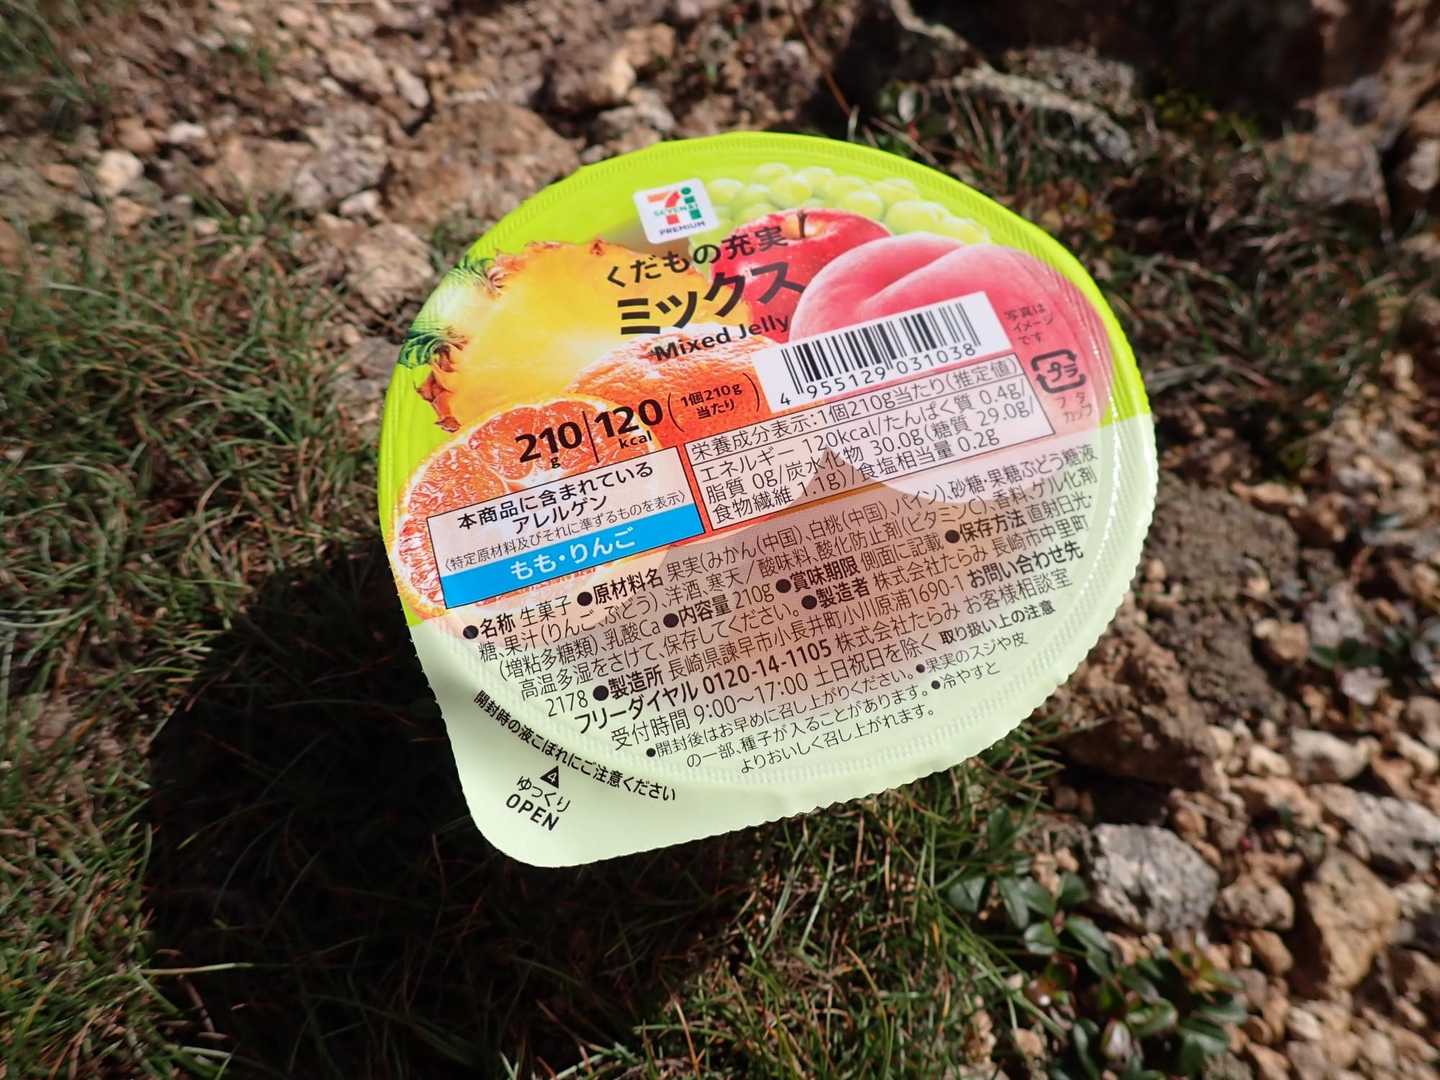 7i
SEVEN&i
PREMIUM
くだもの充実
ミックス
Mixed Jelly
写真は
イメージ
です
4 955129 031038
プラ
フタ
カップ
210g 120kcal (1個210g当たり)
栄養成分表示:1個210g当たり(推定値)
エネルギー 120kcal/たんぱく質 0.4g/
脂質 0g/炭水化物 30.0g(糖質 29.0g/
食物繊維 1.1g)/食塩相当量 0.2g
本商品に含まれている
アレルゲン
(特定原材料及びそれに準ずるものを表示)
もも・りんご
●名称 生菓子 ●原材料名 果実(みかん(中国)、白桃(中国)、パイン)、砂糖・果糖ぶどう糖液
糖、果汁(りんご、ぶどう)、洋酒、寒天/酸味料、酸化防止剤(ビタミンC)、香料、ゲル化剤
(増粘多糖類)、乳酸Ca ●内容量 210g ●賞味期限 側面に記載 ●保存方法 直射日光・
高温多湿をさけて、保存してください。 ●製造者 株式会社たらみ 長崎市中里町
2178 ●製造所 長崎県諫早市小長井町小川原浦1690-1 お問い合わせ先
フリーダイヤル 0120-14-1105 株式会社たらみ お客様相談室
受付時間 9:00～17:00 土日祝日を除く 取り扱い上の注意
●開封後はお早めに召し上がりください。 ●果実のスジや皮
の一部、種子が入ることがあります。 ●冷やすと
よりおいしく召し上がれます。
開封時の液こぼれにご注意ください
4
ゆっくり
OPEN